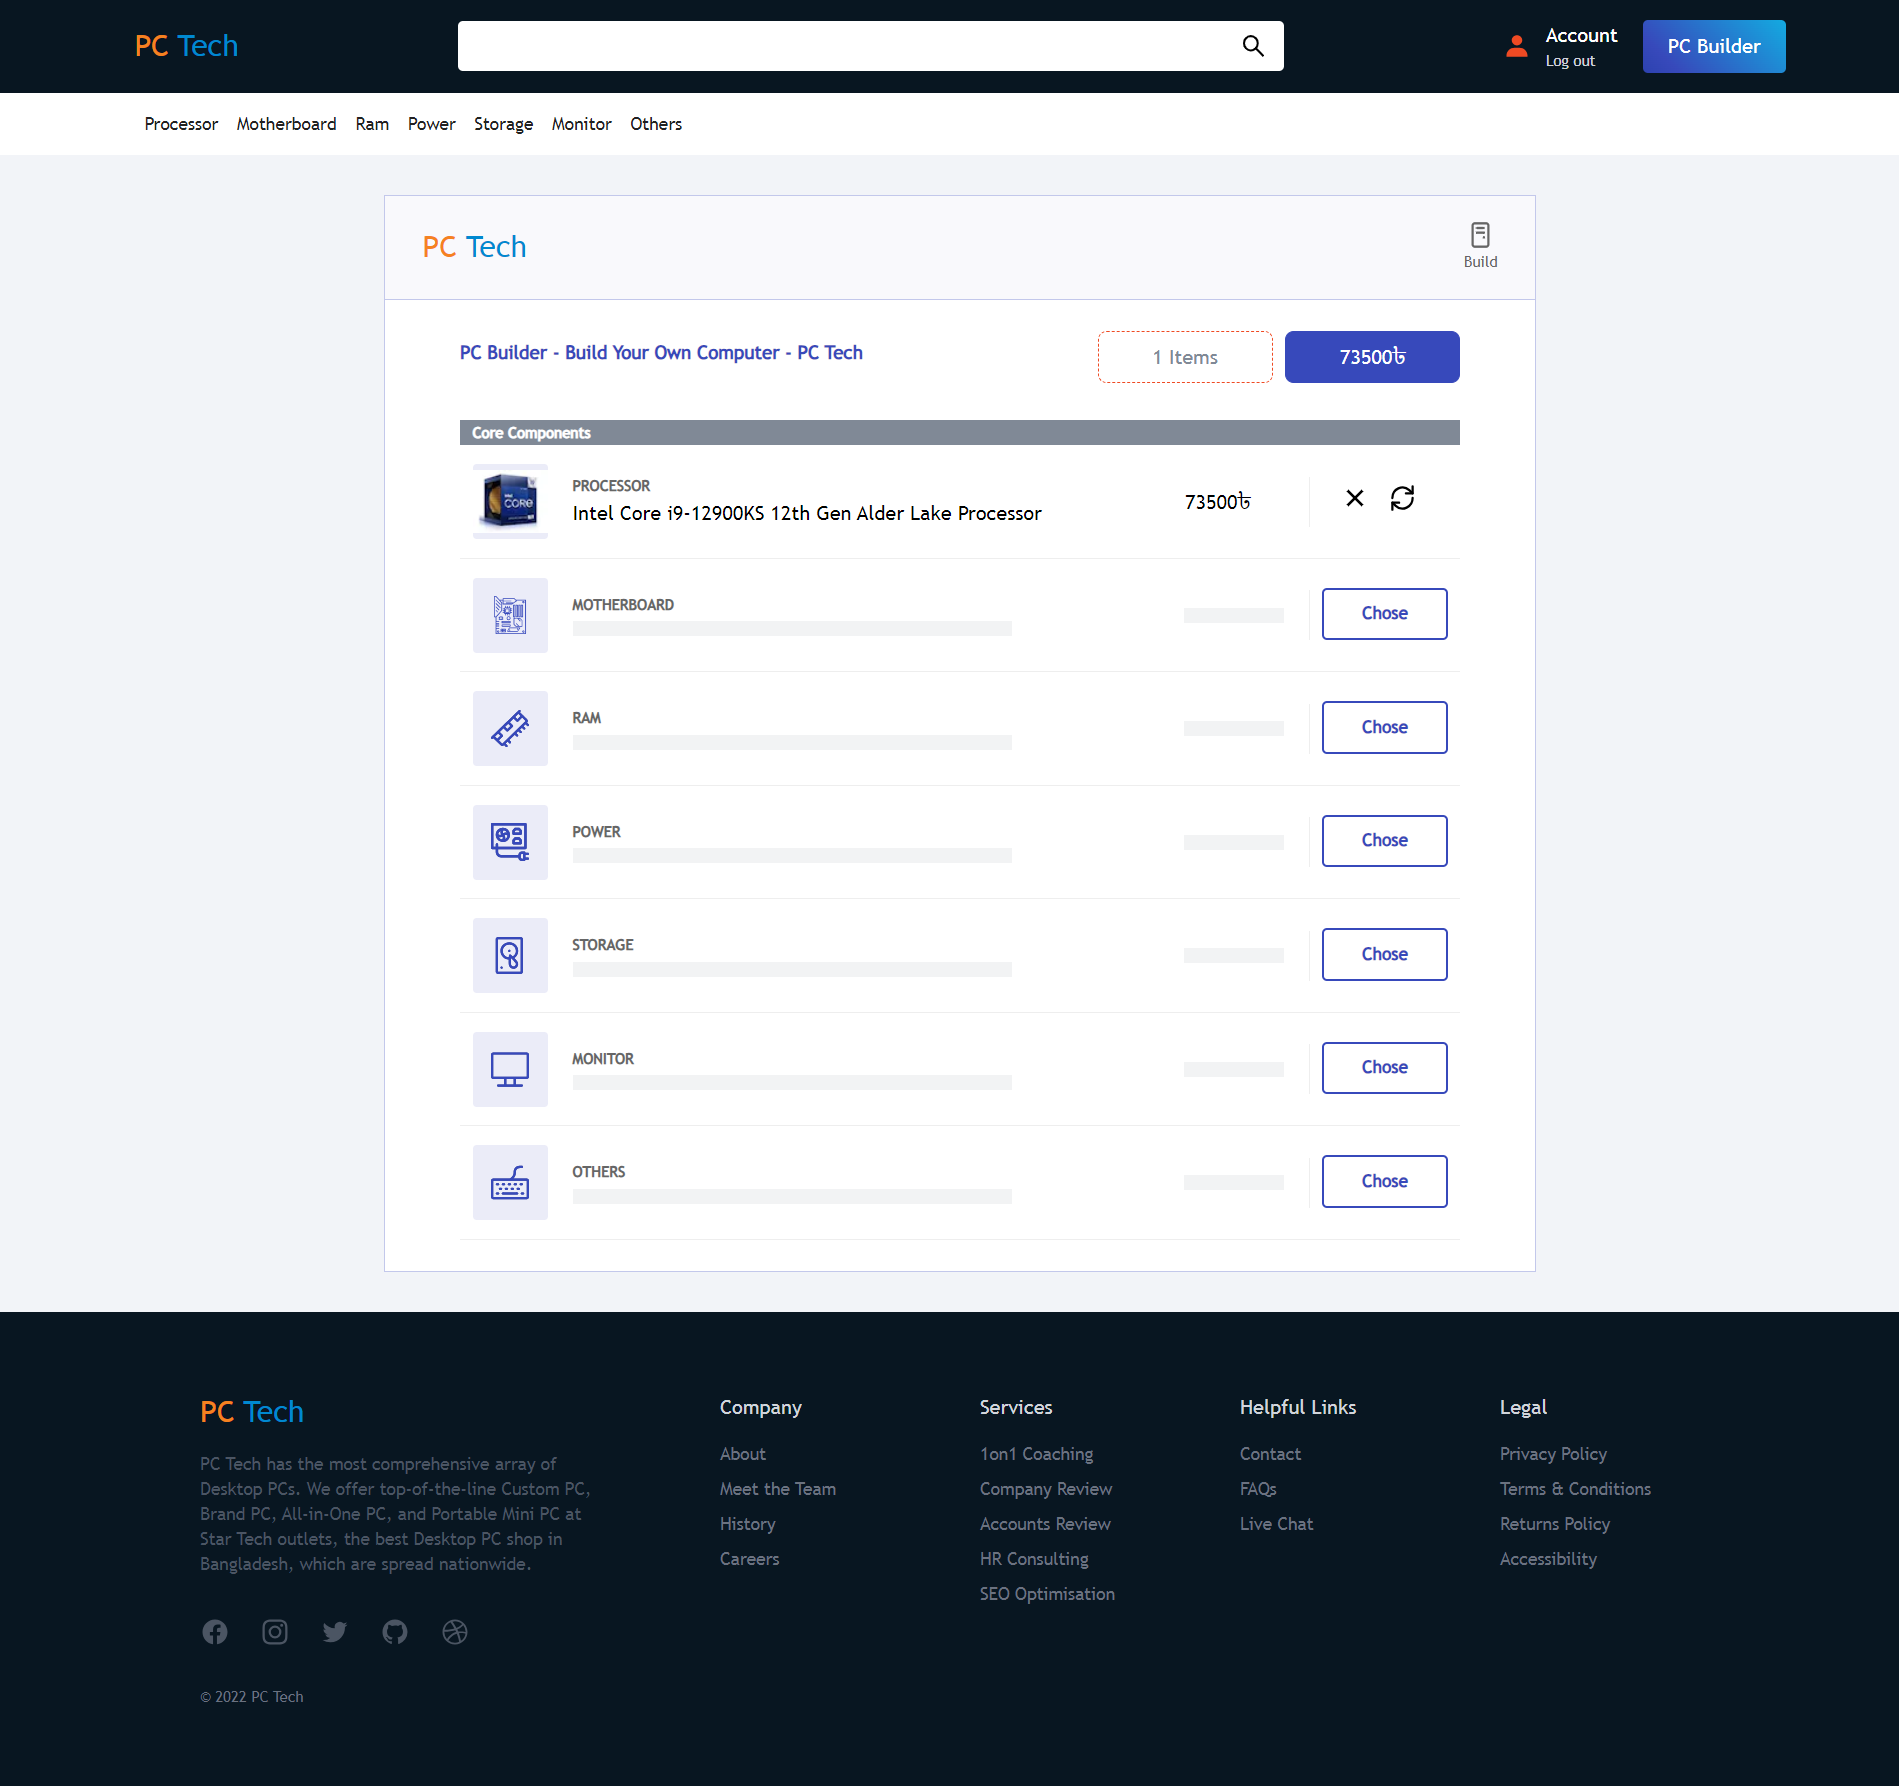 PC Tech
Account
Log out
PC Builder
Processor Motherboard Ram Power Storage Monitor Others
PC Tech
Build
PC Builder - Build Your Own Computer - PC Tech
1 Items
73500৳
Core Components
PROCESSOR
Intel Core i9-12900KS 12th Gen Alder Lake Processor
73500৳
MOTHERBOARD
Chose
RAM
Chose
POWER
Chose
STORAGE
Chose
MONITOR
Chose
OTHERS
Chose
PC Tech
PC Tech has the most comprehensive array of
Desktop PCs. We offer top-of-the-line Custom PC,
Brand PC, All-in-One PC, and Portable Mini PC at
Star Tech outlets, the best Desktop PC shop in
Bangladesh, which are spread nationwide.
Company
About
Meet the Team
History
Careers
Services
1on1 Coaching
Company Review
Accounts Review
HR Consulting
SEO Optimisation
Helpful Links
Contact
FAQs
Live Chat
Legal
Privacy Policy
Terms & Conditions
Returns Policy
Accessibility
© 2022 PC Tech